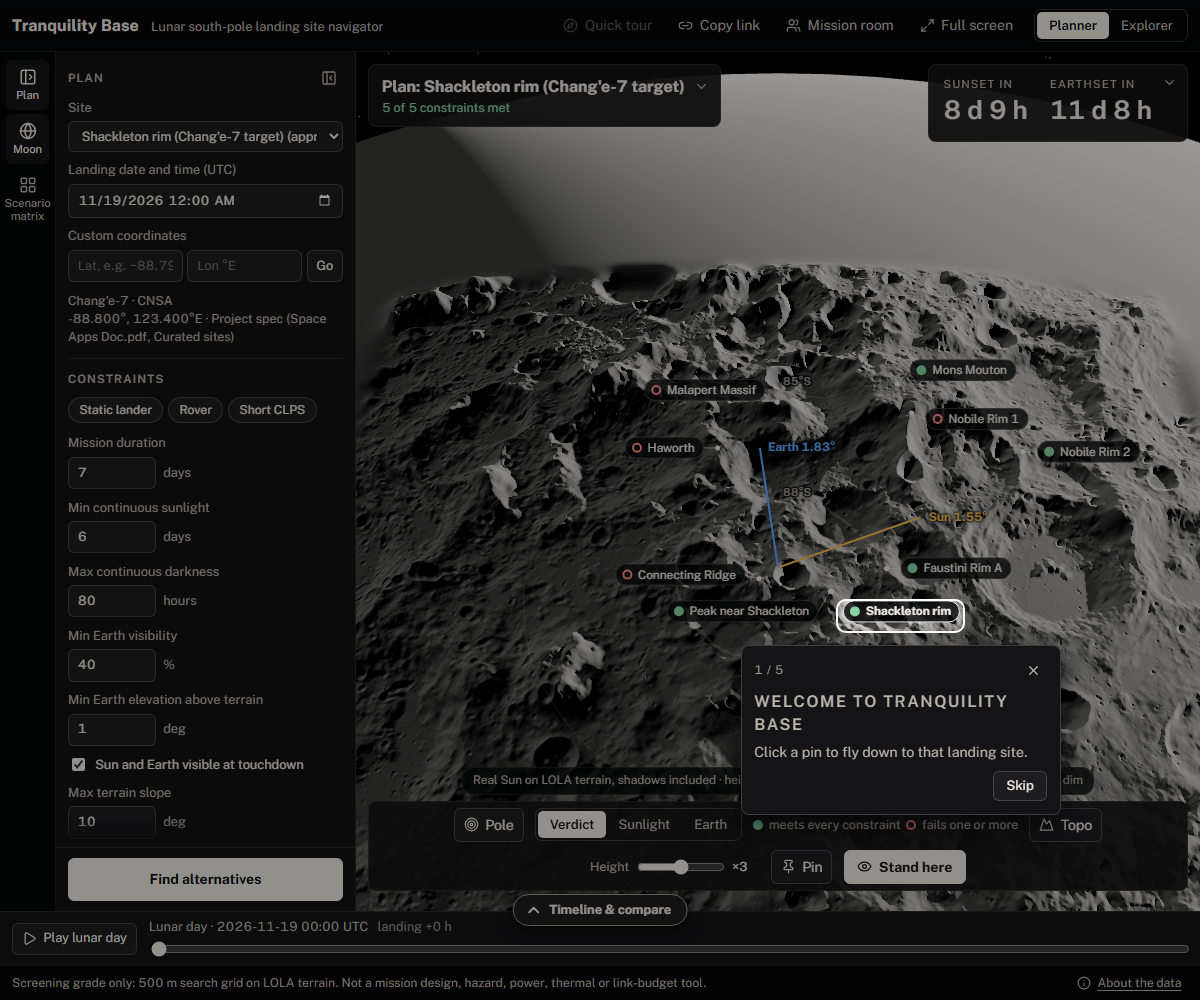 Tranquility Base Lunar south-pole landing site navigator
Quick tour Copy link Mission room Full screen Planner Explorer
Plan
Moon
Scenario
matrix
PLAN
Site
Shackleton rim (Chang'e-7 target) (appr
Landing date and time (UTC)
11/19/2026 12:00 AM
Custom coordinates
Lat, e.g. −88.79 Lon °E Go
Chang'e-7 · CNSA
-88.800°, 123.400°E · Project spec (Space
Apps Doc.pdf, Curated sites)
CONSTRAINTS
Static lander Rover Short CLPS
Mission duration
7 days
Min continuous sunlight
6 days
Max continuous darkness
80 hours
Min Earth visibility
40 %
Min Earth elevation above terrain
1 deg
Sun and Earth visible at touchdown
Max terrain slope
10 deg
Find alternatives
Plan: Shackleton rim (Chang'e-7 target)
5 of 5 constraints met
SUNSET IN EARTHSET IN
8 d 9 h 11 d 8 h
Mons Mouton
85°S
Malapert Massif
Nobile Rim 1
Haworth
Earth 1.83°
Nobile Rim 2
88°S
Sun 1.55°
Connecting Ridge
Faustini Rim A
Peak near Shackleton
Shackleton rim
1 / 5
WELCOME TO TRANQUILITY
BASE
Click a pin to fly down to that landing site.
Skip
Real Sun on LOLA terrain, shadows included · hei
dim
Pole Verdict Sunlight Earth meets every constraint fails one or more Topo
Height ×3 Pin Stand here
Timeline & compare
Play lunar day Lunar day · 2026-11-19 00:00 UTC landing +0 h
Screening grade only: 500 m search grid on LOLA terrain. Not a mission design, hazard, power, thermal or link-budget tool. About the data